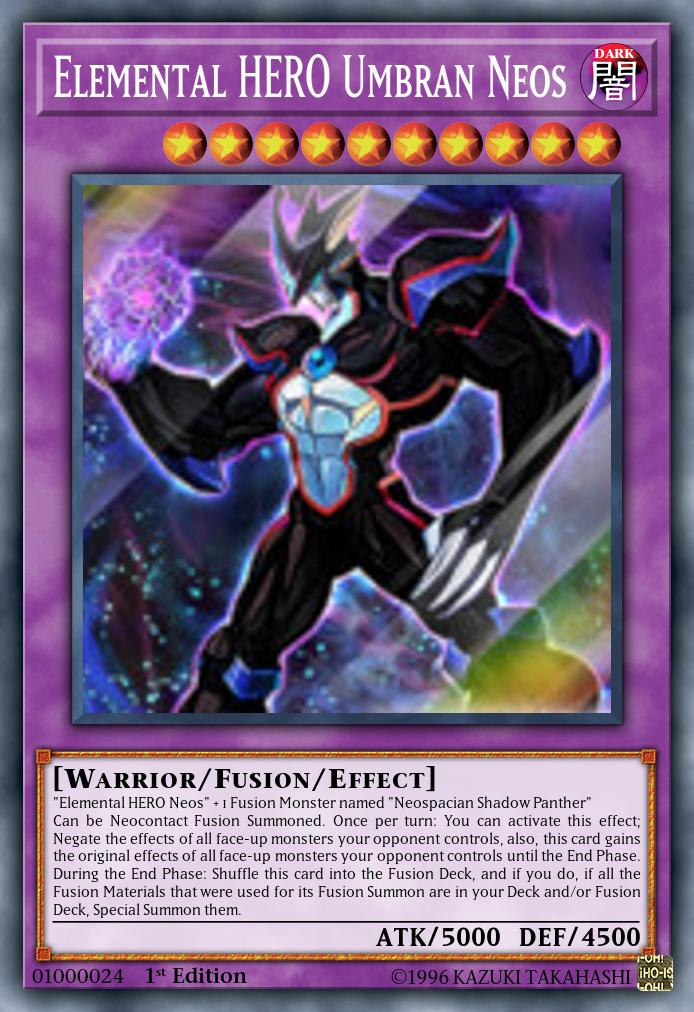 Elemental HERO Umbran Neos
DARK
闇
[Warrior/Fusion/Effect]
"Elemental HERO Neos" + 1 Fusion Monster named "Neospacian Shadow Panther"
Can be Neocontact Fusion Summoned. Once per turn: You can activate this effect;
Negate the effects of all face-up monsters your opponent controls, also, this card gains
the original effects of all face-up monsters your opponent controls until the End Phase.
During the End Phase: Shuffle this card into the Fusion Deck, and if you do, if all the
Fusion Materials that were used for its Fusion Summon are in your Deck and/or Fusion
Deck, Special Summon them.
ATK/5000 DEF/4500
01000024 1st Edition ©1996 KAZUKI TAKAHASHI